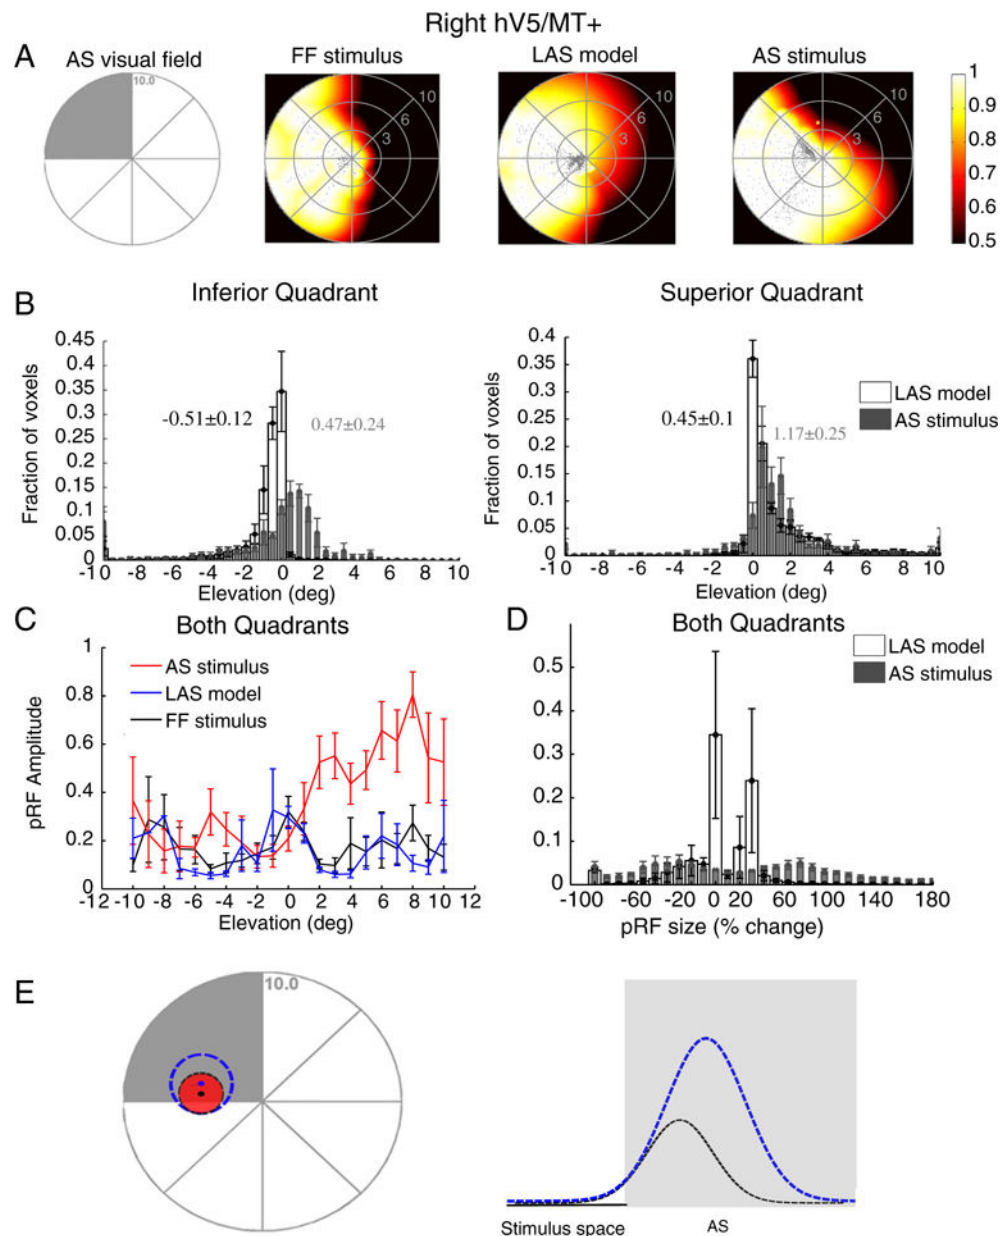 Right hV5/MT+
A
AS visual field
FF stimulus
LAS model
AS stimulus
10.0
10
6
3
10
6
3
10
6
3
1
0.9
0.8
0.7
0.6
0.5
B
Inferior Quadrant
Superior Quadrant
Fraction of voxels
0.45
0.4
0.35
0.3
0.25
0.2
0.15
0.1
0.05
0
-0.51±0.12
0.47±0.24
-10 -8 -6 -4 -2 0 2 4 6 8 10
Elevation (deg)
Fraction of voxels
0.4
0.35
0.3
0.25
0.2
0.15
0.1
0.05
0
0.45±0.1
1.17±0.25
LAS model
AS stimulus
-10 -8 -6 -4 -2 0 2 4 6 8 10
Elevation (deg)
C
Both Quadrants
pRF Amplitude
1
0.8
0.6
0.4
0.2
0
AS stimulus
LAS model
FF stimulus
-12 -10 -8 -6 -4 -2 0 2 4 6 8 10 12
Elevation (deg)
D
Both Quadrants
LAS model
AS stimulus
0.5
0.4
0.3
0.2
0.1
0
-100 -60 -20 0 20 60 100 140 180
pRF size (% change)
E
10.0
Stimulus space
AS